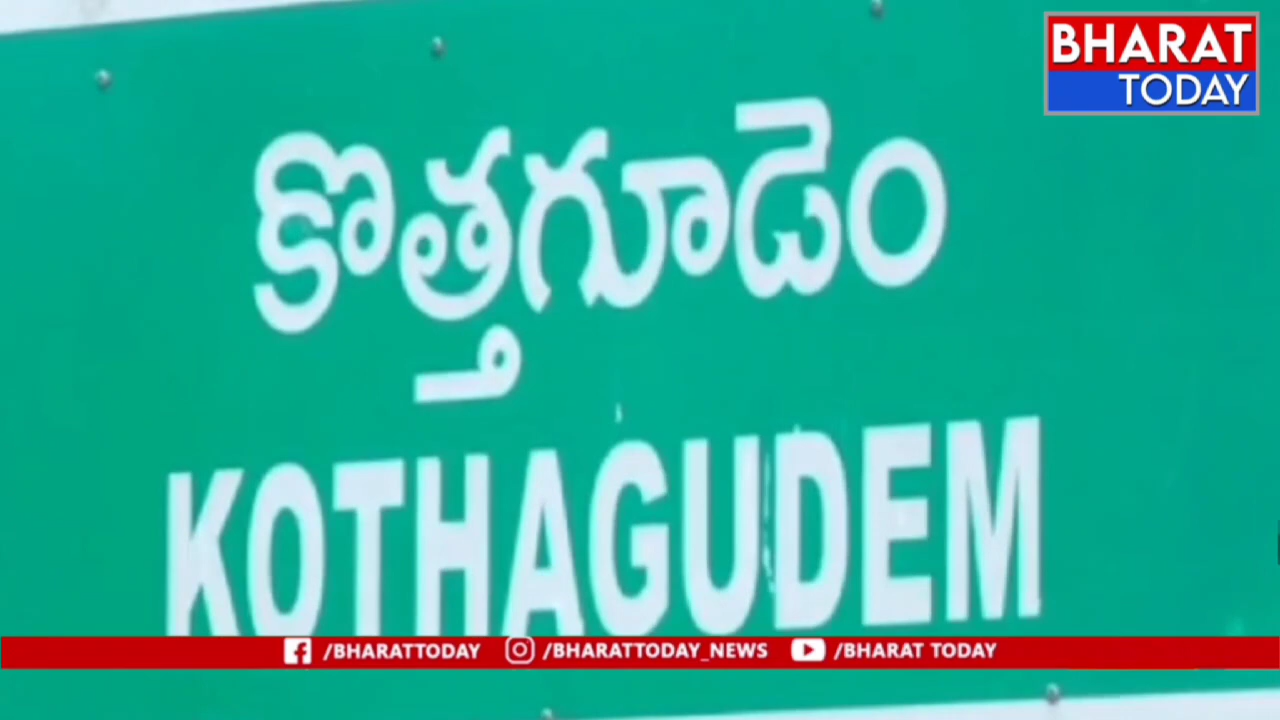 BHARAT
TODAY
కొత్తగూడెం
KOTHAGUDEM
/BHARATTODAY /BHARATTODAY_NEWS /BHARAT TODAY